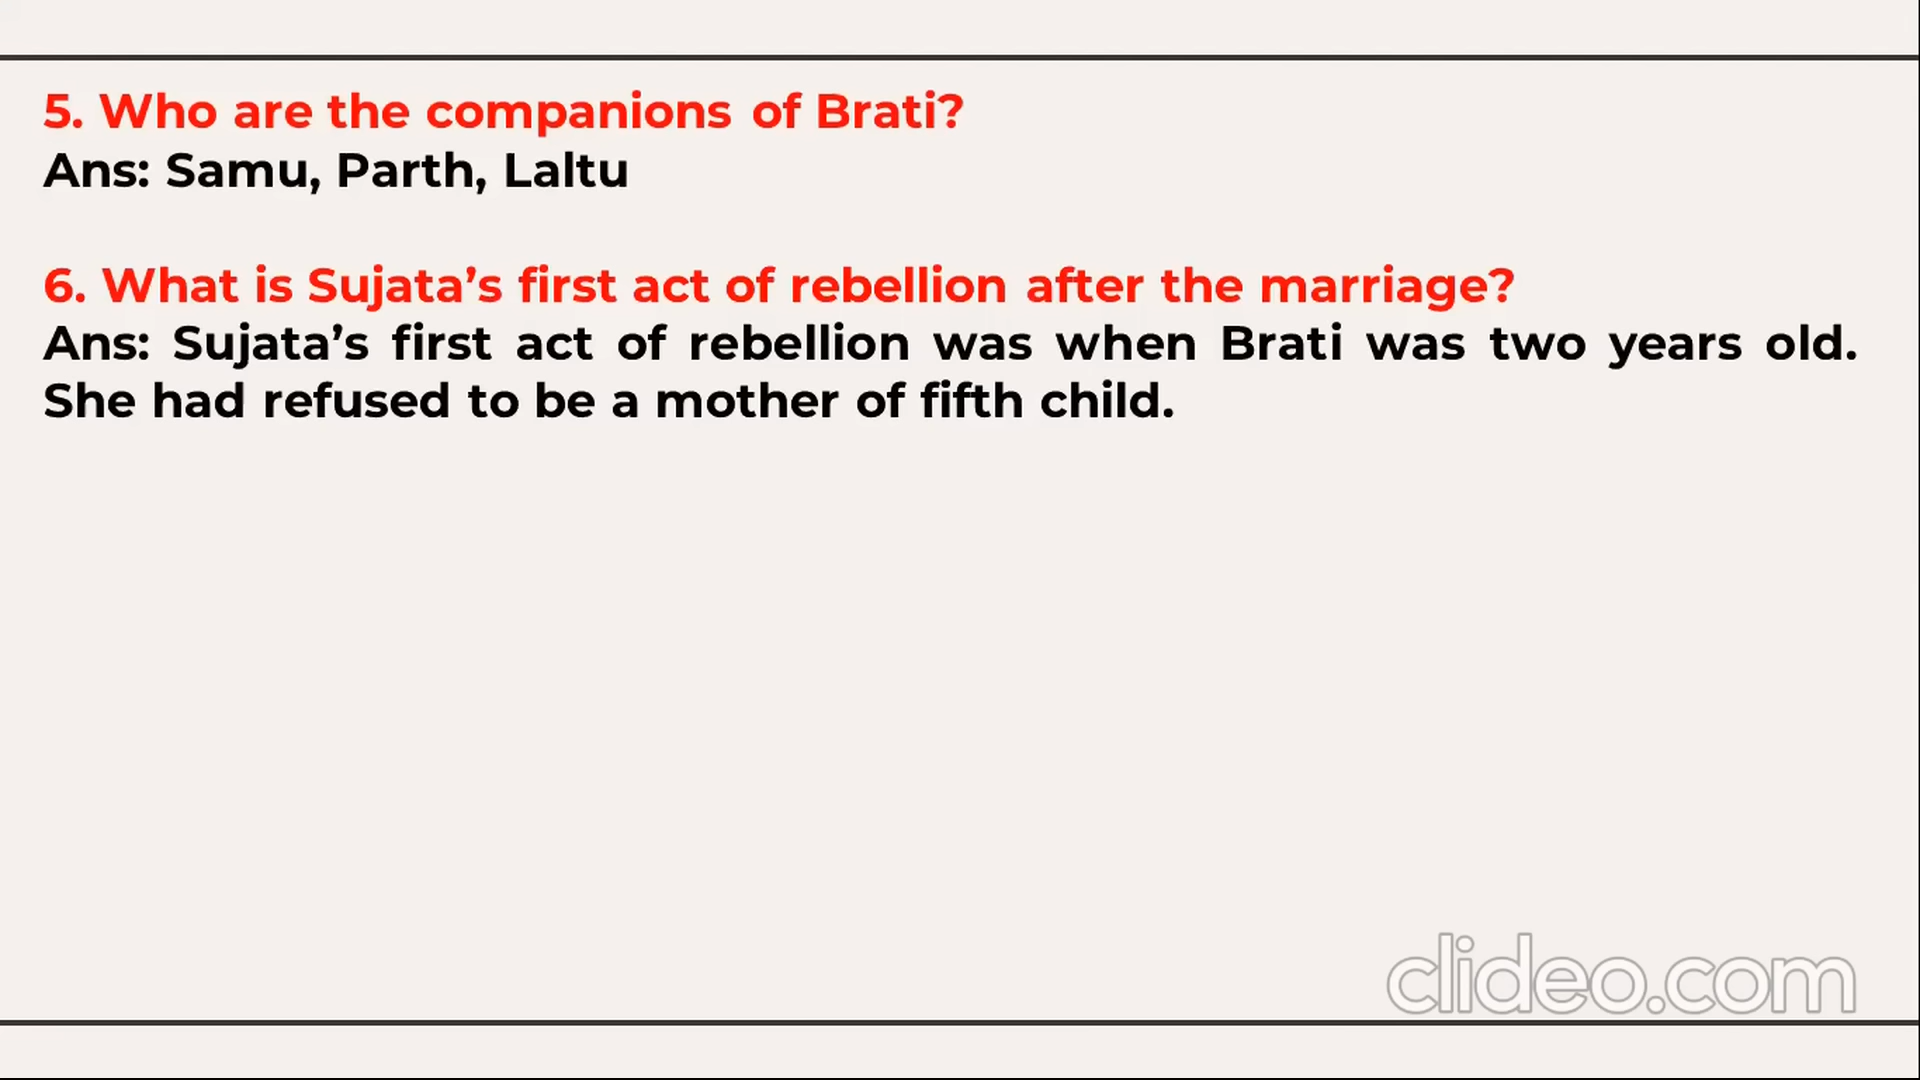 5. Who are the companions of Brati?
Ans: Samu, Parth, Laltu
6. What is Sujata’s first act of rebellion after the marriage?
Ans: Sujata’s first act of rebellion was when Brati was two years old.
She had refused to be a mother of fifth child.
clideo.com